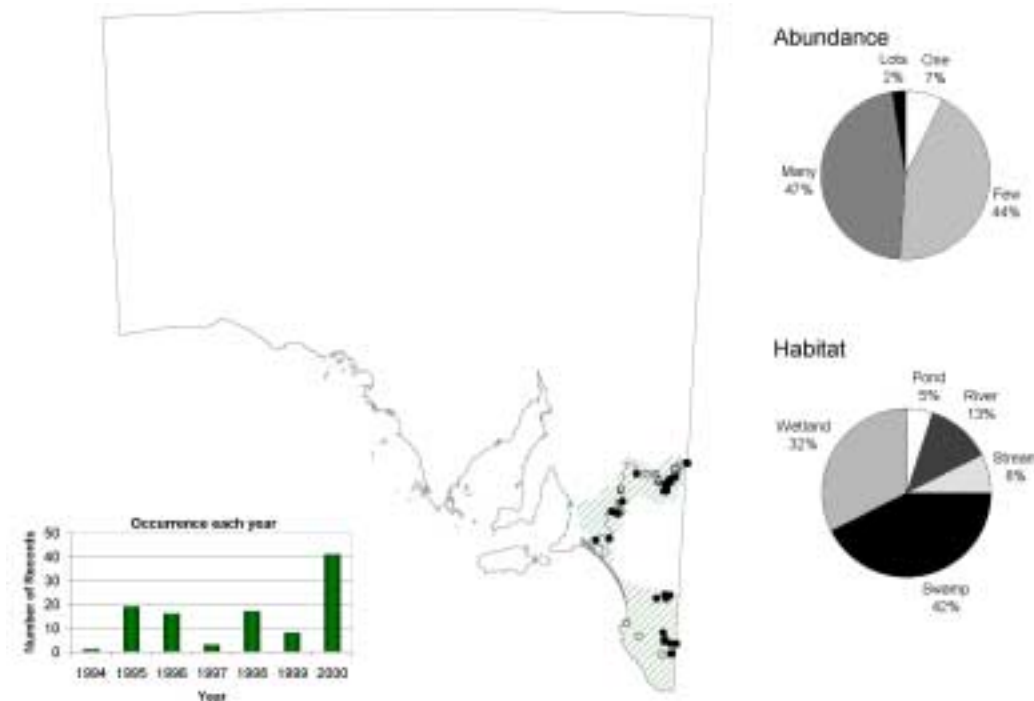 Abundance
Lots
2%
One
7%
Many
47%
Few
44%
Habitat
Pond
5%
River
13%
Wetland
32%
Stream
8%
Swamp
42%
Occurrence each year
Number of Records
50
40
30
20
10
0
1994 1995 1996 1997 1998 1999 2000
Year